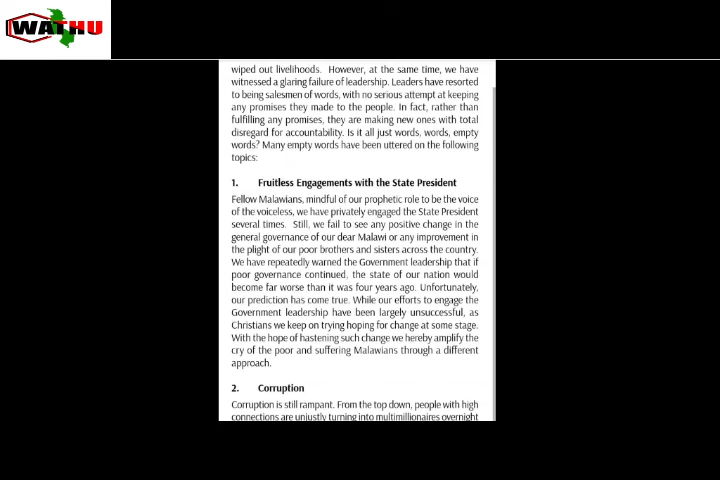 WATHU
wiped out livelihoods. However, at the same time, we have
witnessed a glaring failure of leadership. Leaders have resorted
to being salesmen of words, with no serious attempt at keeping
any promises they made to the people. In fact, rather than
fulfilling any promises, they are making new ones with total
disregard for accountability. Is it all just words, words, empty
words? Many empty words have been uttered on the following
topics:
1. Fruitless Engagements with the State President
Fellow Malawians, mindful of our prophetic role to be the voice
of the voiceless, we have privately engaged the State President
several times. Still, we fail to see any positive change in the
general governance of our dear Malawi or any improvement in
the plight of our poor brothers and sisters across the country.
We have repeatedly warned the Government leadership that if
poor governance continued, the state of our nation would
become far worse than it was four years ago. Unfortunately,
our prediction has come true. While our efforts to engage the
Government leadership have been largely unsuccessful, as
Christians we keep on trying hoping for change at some stage.
With the hope of hastening such change we hereby amplify the
cry of the poor and suffering Malawians through a different
approach.
2. Corruption
Corruption is still rampant. From the top down, people with high
connections are unjustly turning into multimillionaires overnight